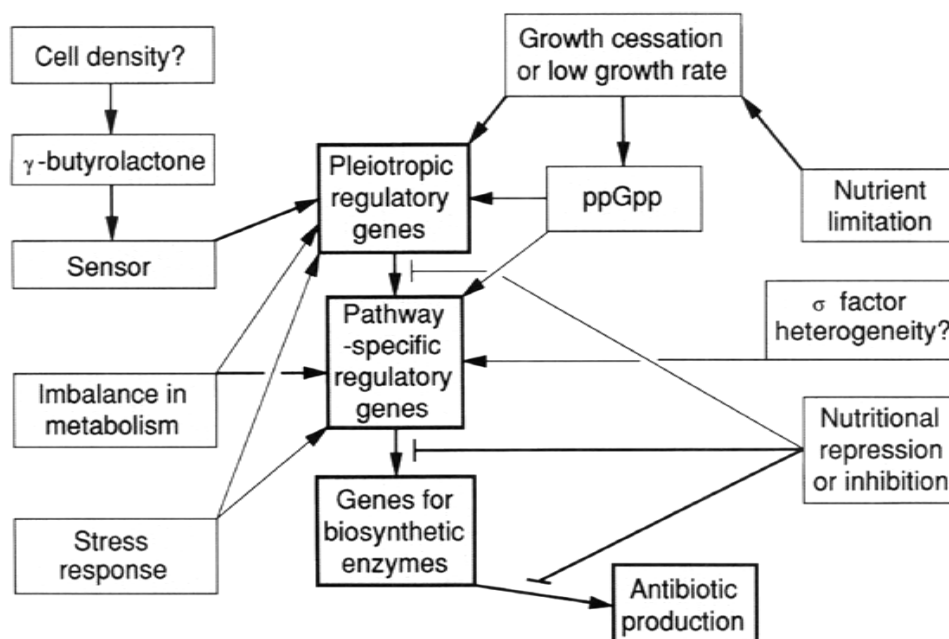 Cell density?
γ-butyrolactone
Sensor
Imbalance in
metabolism
Stress
response
Pleiotropic
regulatory
genes
Pathway
-specific
regulatory
genes
Genes for
biosynthetic
enzymes
Antibiotic
production
Growth cessation
or low growth rate
ppGpp
Nutrient
limitation
σ factor
heterogeneity?
Nutritional
repression
or inhibition